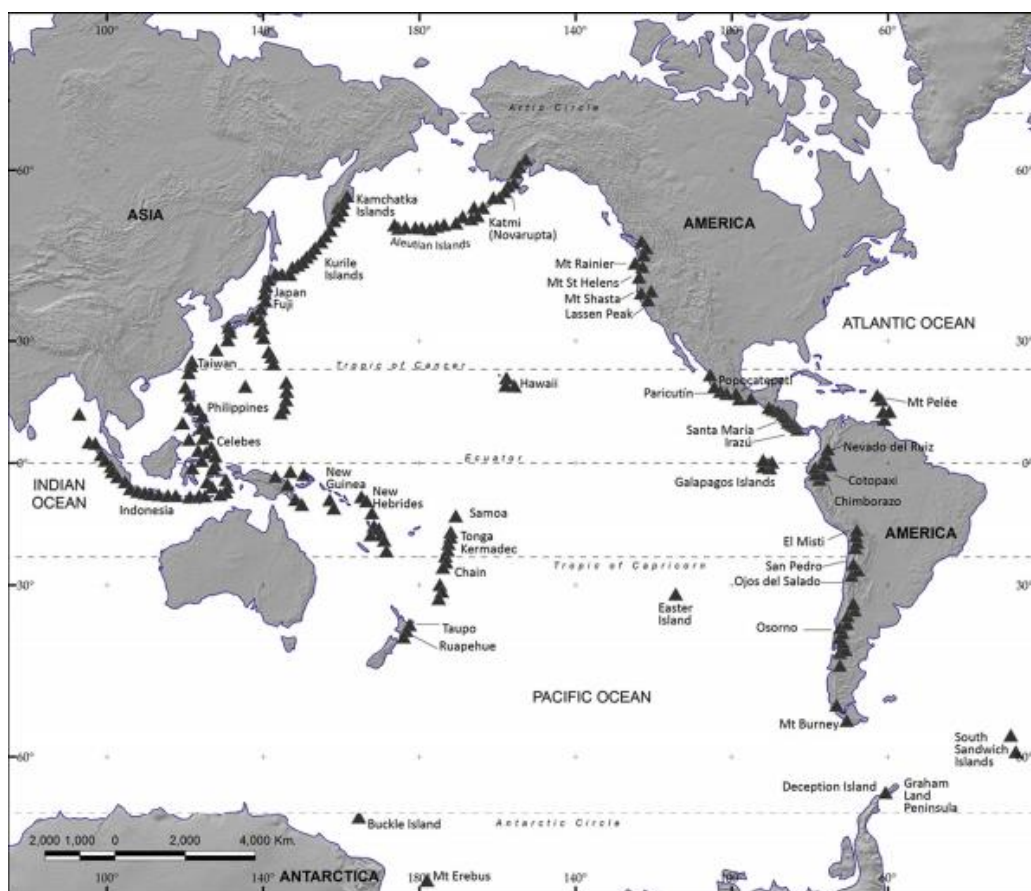 100°
140°
180°
140°
100°
60°
Artic Circle
60°
60°
Kamchatka
Islands
ASIA
AMERICA
Katmi
(Novarupta)
Aleutian Islands
Kurile
Islands
Mt Rainier
Mt St Helens
Mt Shasta
Lassen Peak
Japan
Fuji
ATLANTIC OCEAN
30°
30°
Taiwan
Tropic of Cancer
Hawaii
Popocatepetl
Paricutín
Mt Pelée
Philippines
Santa Maria
Irazú
Celebes
Nevado del Ruiz
0°
Ecuator
0°
INDIAN
OCEAN
New
Guinea
Galapagos Islands
Cotopaxi
New
Hebrides
Chimborazo
Indonesia
Samoa
AMERICA
Tonga
Kermadec
El Misti
Chain
Tropic of Capricorn
San Pedro
Ojos del Salado
30°
30°
Easter
Island
Taupo
Ruapehue
Osorno
PACIFIC OCEAN
Mt Burney
South
Sandwich
Islands
60°
60°
Deception Island
Graham
Land
Peninsula
Buckle Island
Antarctic Circle
2,000 1,000 0 2,000 4,000 Km.
ANTARCTICA
Mt Erebus
100°
140°
180°
140°
100°
60°